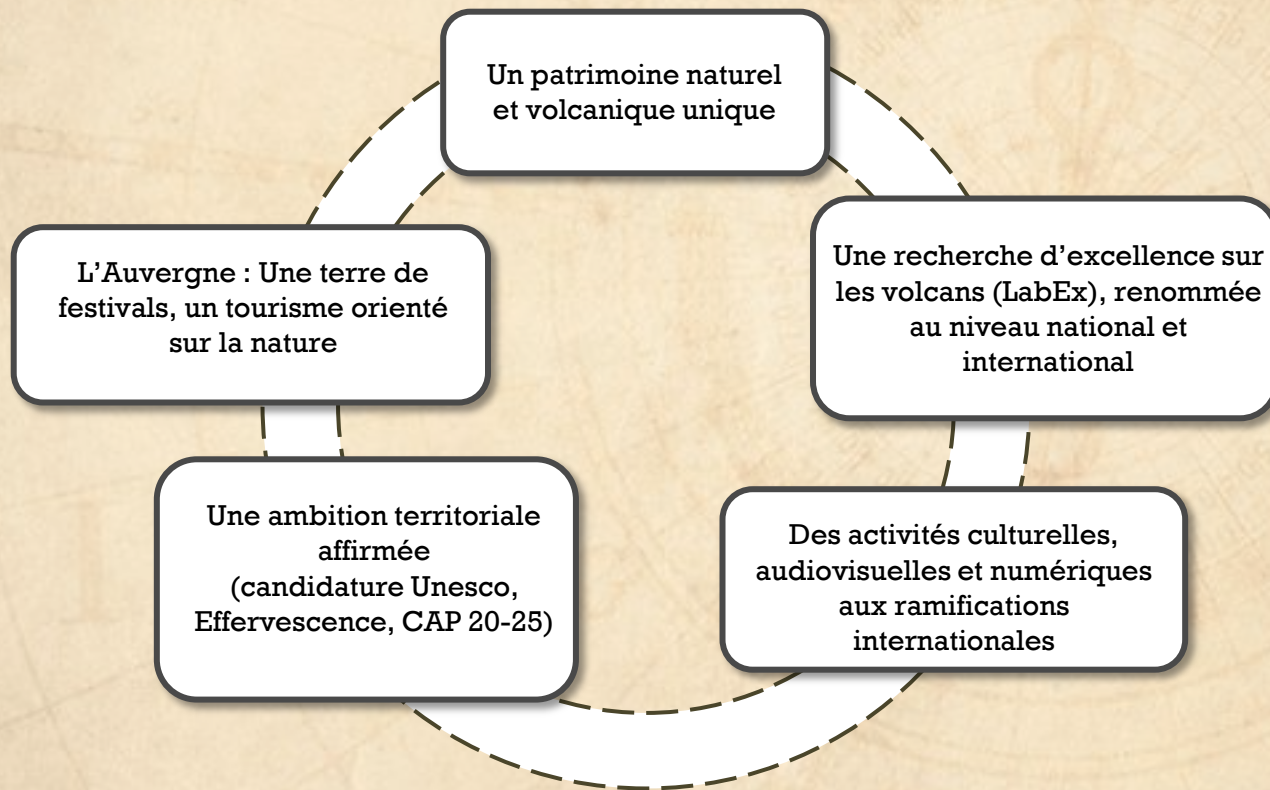 Un patrimoine naturel
et volcanique unique
Une recherche d'excellence sur
les volcans (LabEx), renommée
au niveau national et
international
Des activités culturelles,
audiovisuelles et numériques
aux ramifications
internationales
Une ambition territoriale
affirmée
(candidature Unesco,
Effervescence, CAP 20-25)
L'Auvergne : Une terre de
festivals, un tourisme orienté
sur la nature